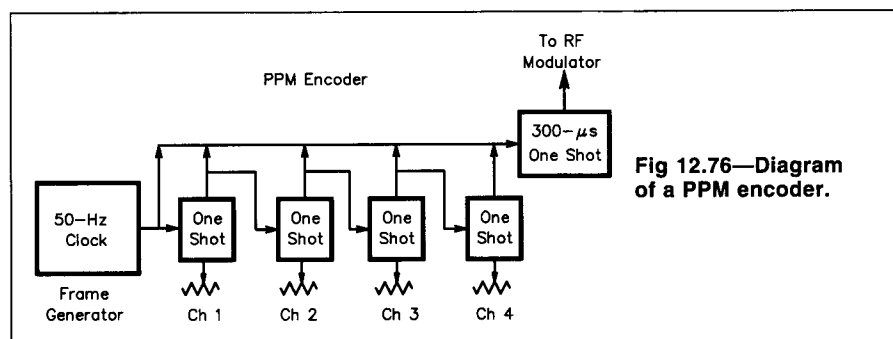 To RF
Modulator
PPM Encoder
300-μs
One Shot
Fig 12.76—Diagram
of a PPM encoder.
50-Hz
Clock
One
Shot
One
Shot
One
Shot
One
Shot
Frame
Generator
Ch 1
Ch 2
Ch 3
Ch 4